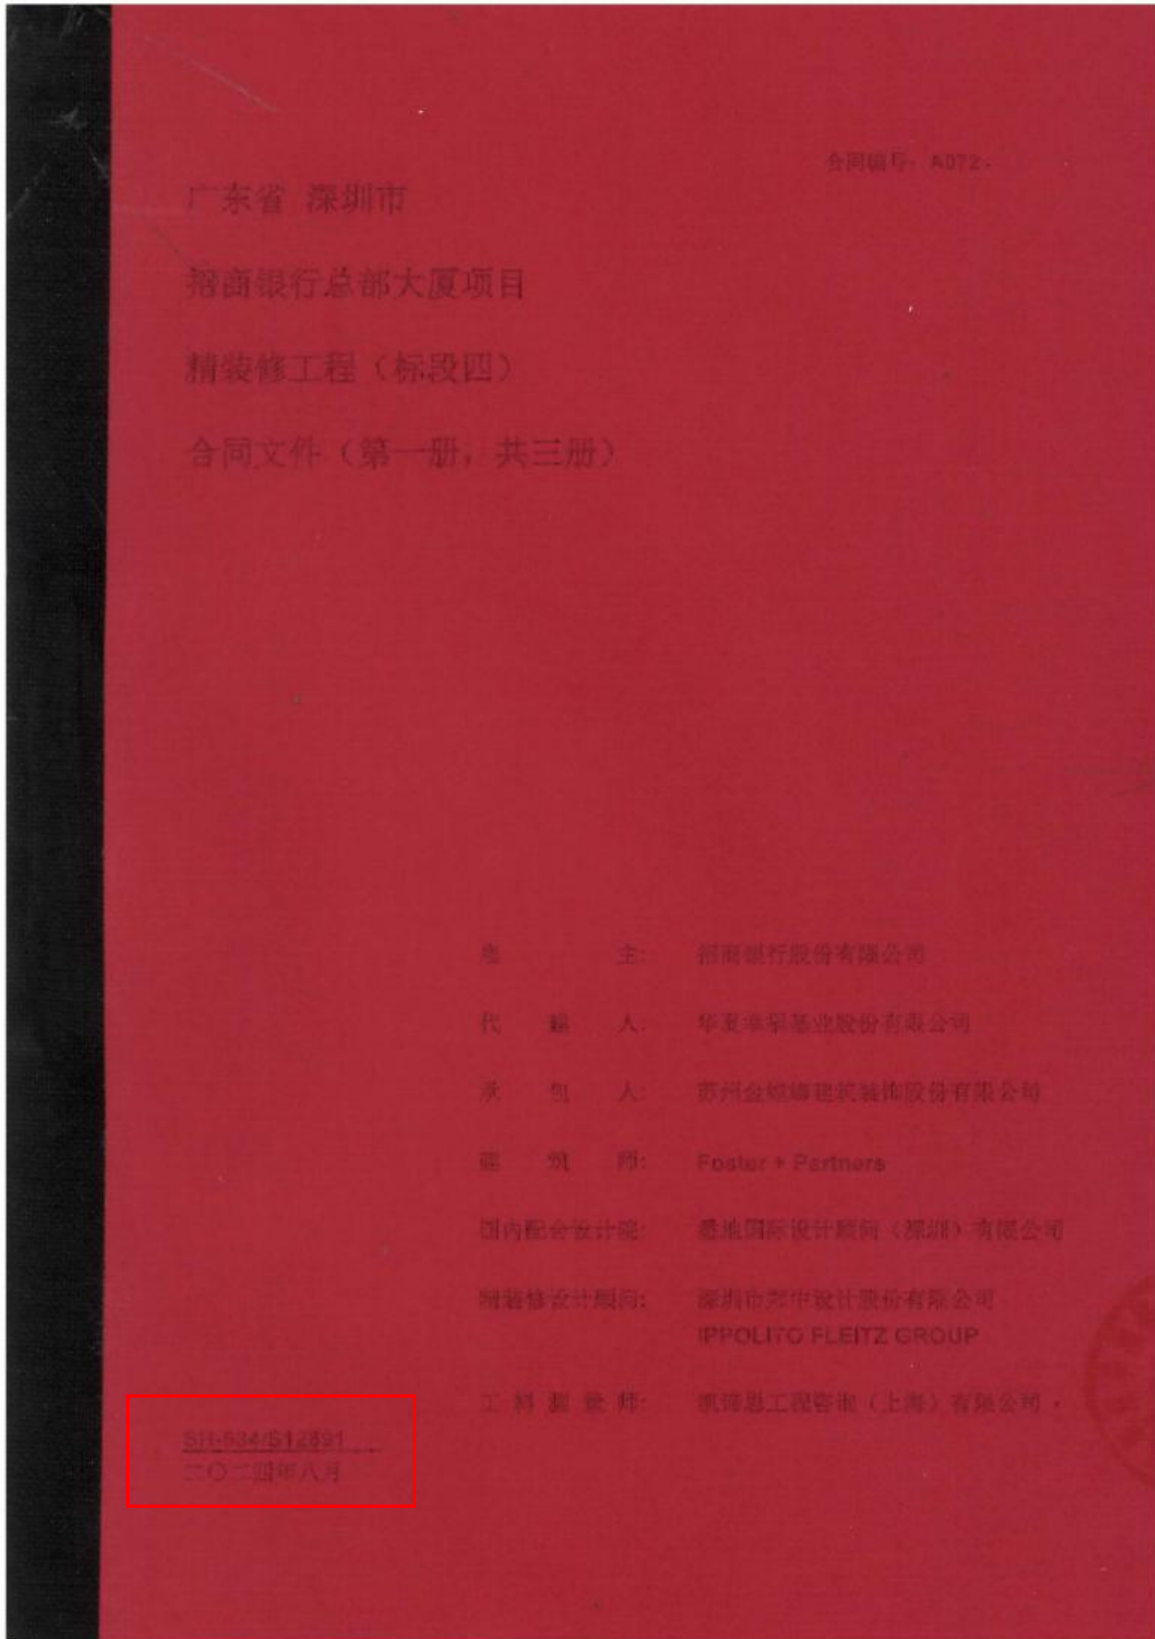 合同编号：A072
广东省 深圳市
招商银行总部大厦项目
精装修工程（标段四）
合同文件（第一册，共三册）
业 主： 招商银行股份有限公司
代 建 人： 华夏幸福基业股份有限公司
承 包 人： 苏州金螳螂建筑装饰股份有限公司
建 筑 师： Foster + Partners
国内配合设计院： 悉地国际设计顾问（深圳）有限公司
精装修设计顾问： 深圳市郑中设计股份有限公司
IPPOLITO FLEITZ GROUP
工 料 测 量 师： 凯谛思工程咨询（上海）有限公司
SH-534/S12891
二〇二四年八月